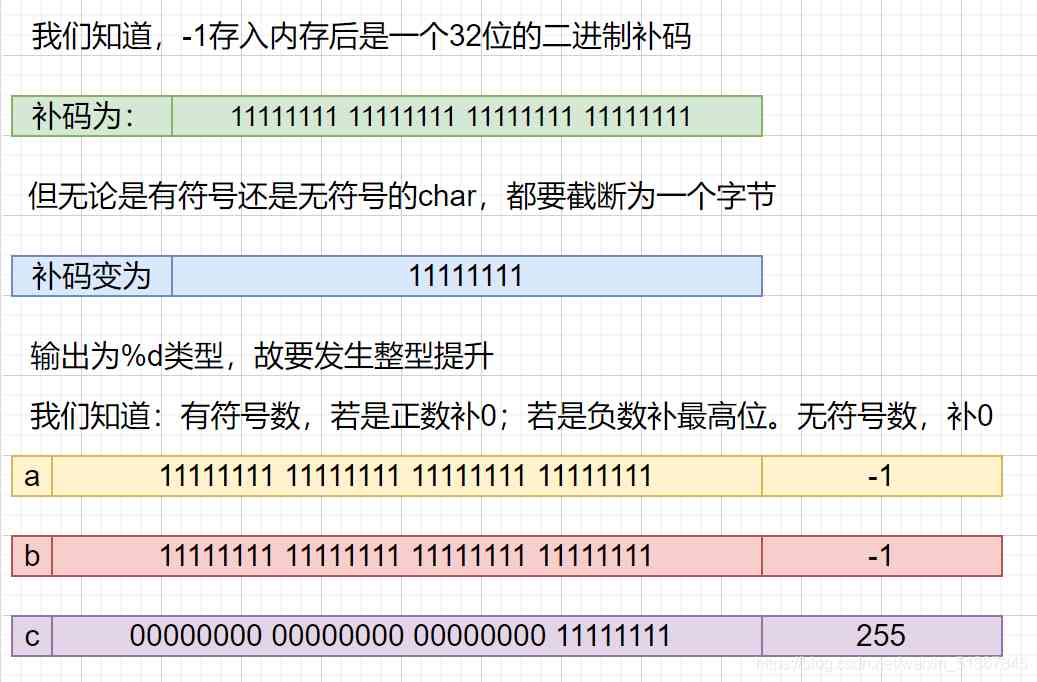 我们知道，-1存入内存后是一个32位的二进制补码
补码为： 11111111 11111111 11111111 11111111
但无论是有符号还是无符号的char，都要截断为一个字节
补码变为 11111111
输出为%d类型，故要发生整型提升
我们知道：有符号数，若是正数补0；若是负数补最高位。无符号数，补0
a 11111111 11111111 11111111 11111111 -1
b 11111111 11111111 11111111 11111111 -1
c 00000000 00000000 00000000 11111111 255